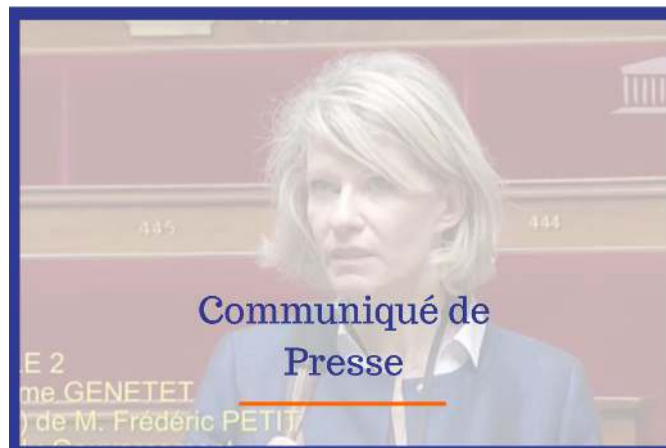 445
444
Communiqué de
Presse
E 2
me GENETET
) de M. Frédéric PETIT